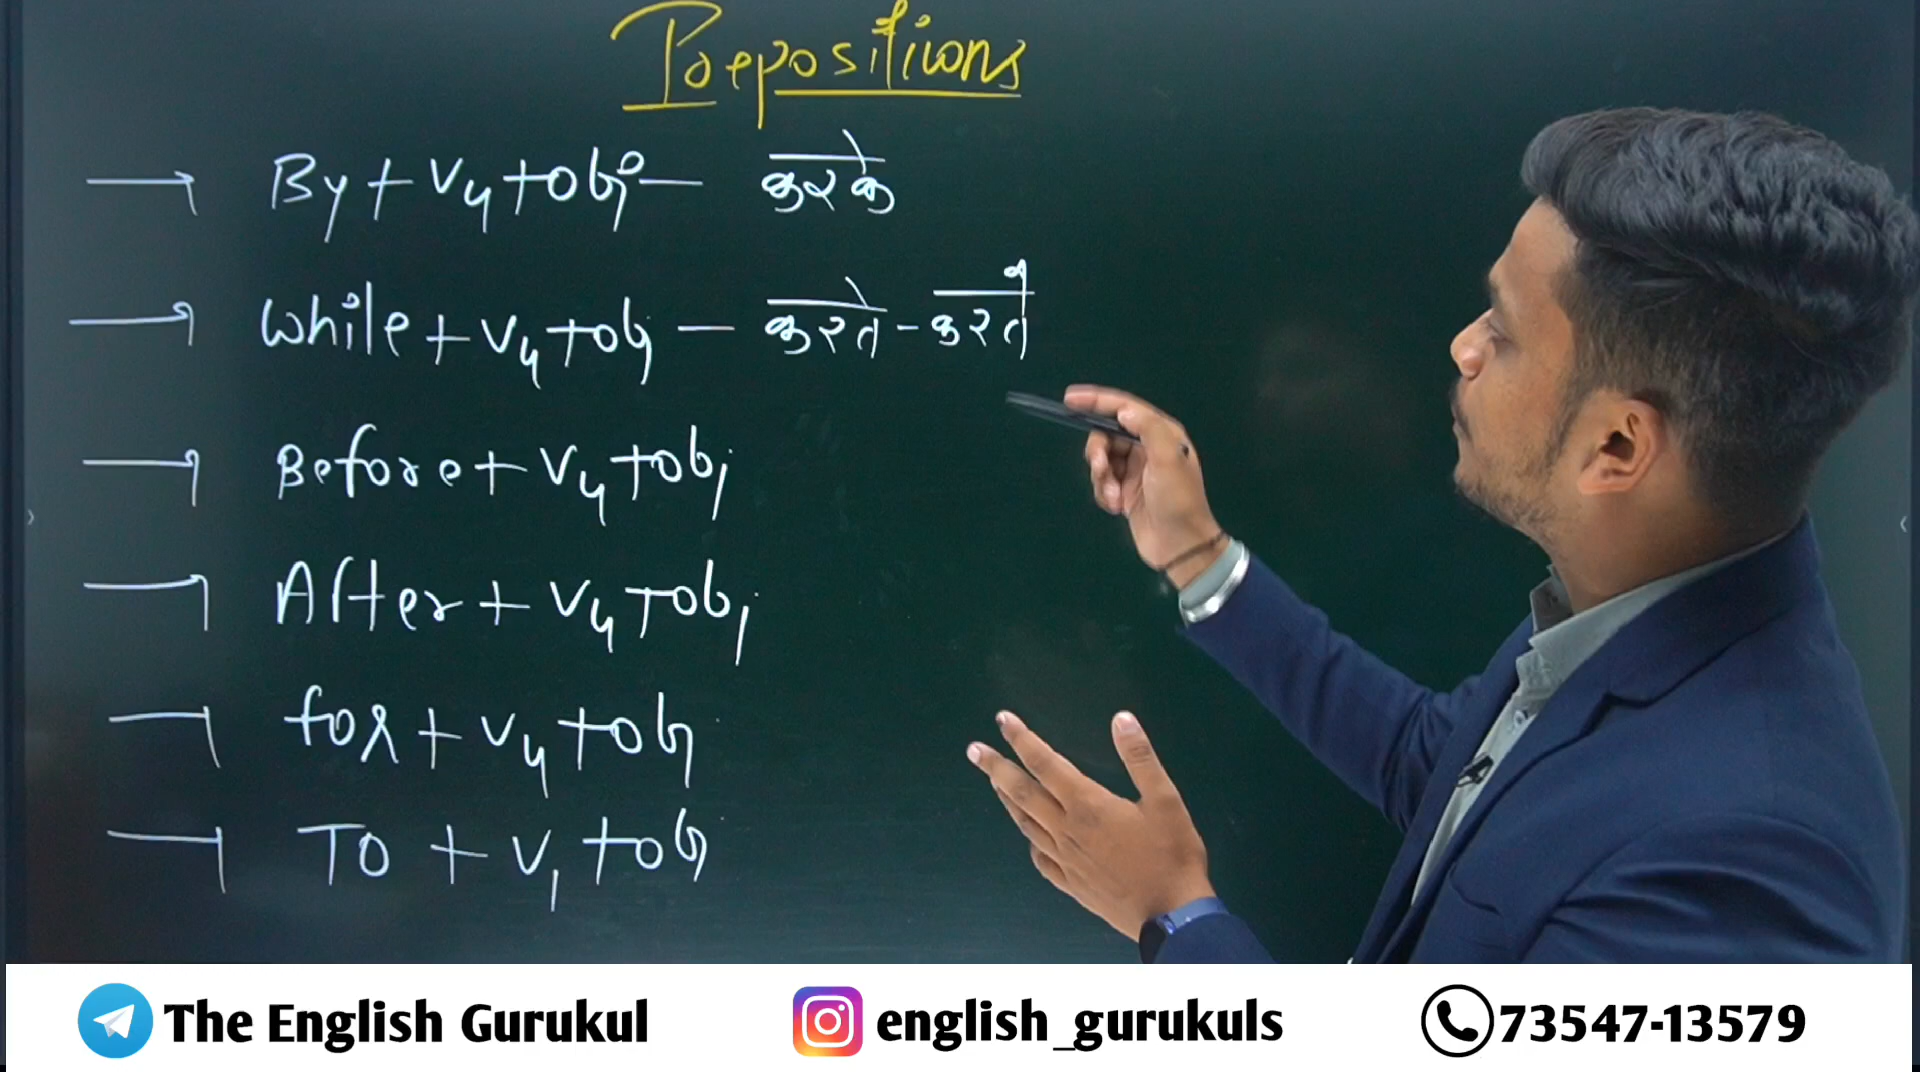 Prepositions
→ By + V4 + obj — करके
→ While + V4 + obj — करते - करते
→ Before + V4 + obj
→ After + V4 + obj
→ for + V4 + obj
→ To + V1 + obj
The English Gurukul english_gurukuls 73547-13579